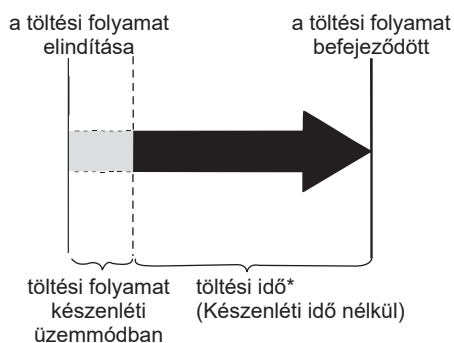 a töltési folyamat
elindítása
a töltési folyamat
befejeződött
töltési folyamat
készenléti
üzemmódban
töltési idő*
(Készenléti idő nélkül)